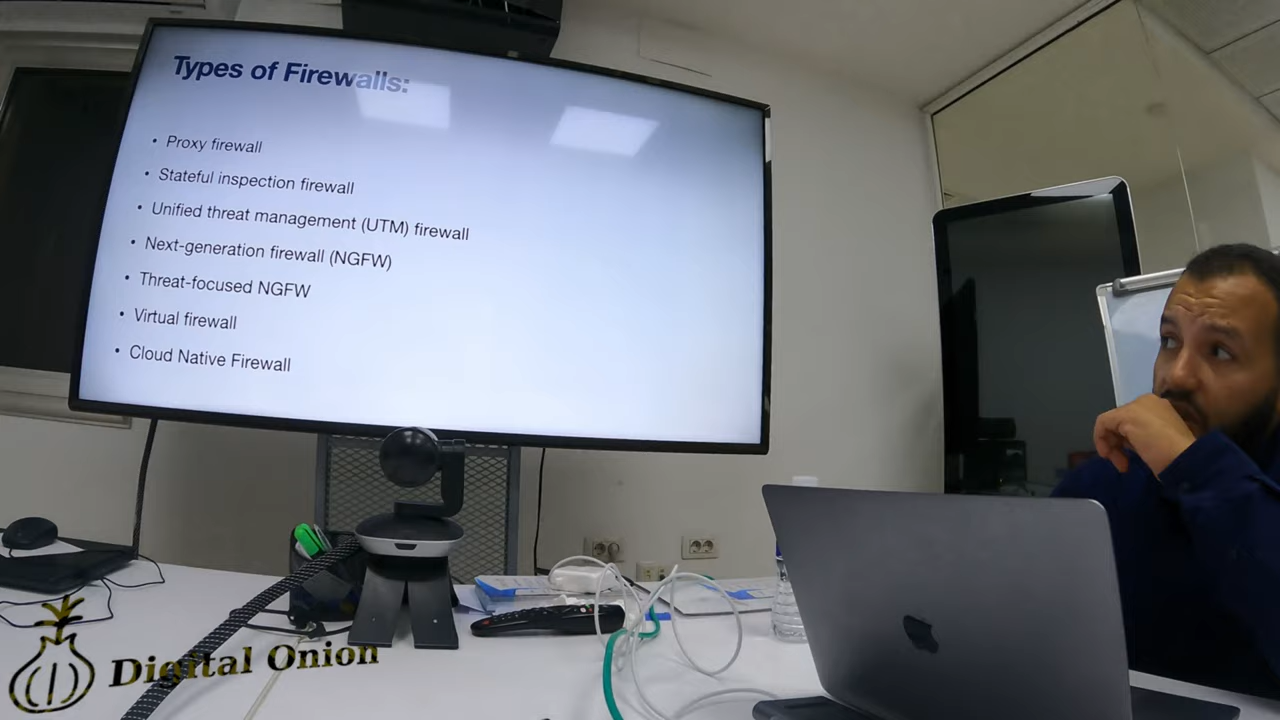 Types of Firewalls:
• Proxy firewall
• Stateful inspection firewall
• Unified threat management (UTM) firewall
• Next-generation firewall (NGFW)
• Threat-focused NGFW
• Virtual firewall
• Cloud Native Firewall
Digital Onion